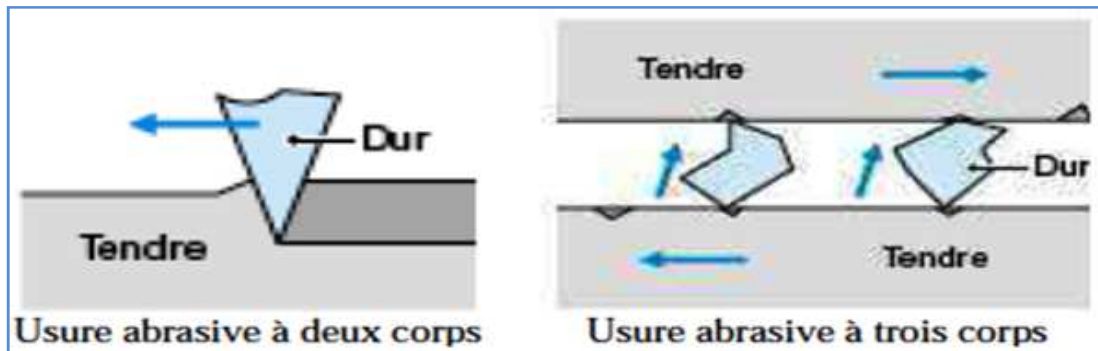 Dur
Tendre
Usure abrasive à deux corps
Tendre
Dur
Tendre
Usure abrasive à trois corps